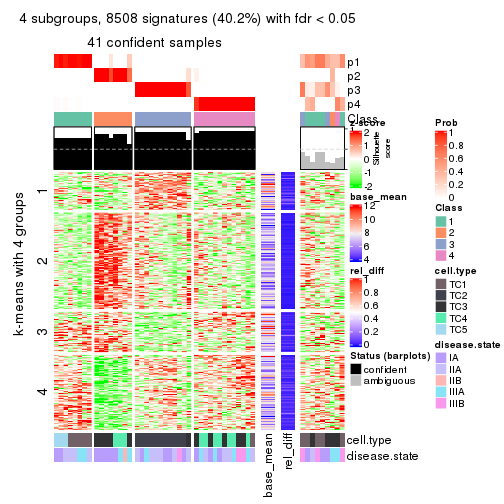 4 subgroups, 8508 signatures (40.2%) with fdr < 0.05
41 confident samples
p1
p2
p3
p4
Class
1
Silhouette
score
k-means with 4 groups
1
2
3
4
base_mean
rel_diff
cell.type
disease.state
z-score
2
1
0
-1
-2
base_mean
12
10
8
6
4
rel_diff
1
0.8
0.6
0.4
0.2
0
Status (barplots)
confident
ambiguous
Prob
1
0.8
0.6
0.4
0.2
0
Class
1
2
3
4
cell.type
TC1
TC2
TC3
TC4
TC5
disease.state
IA
IIA
IIB
IIIA
IIIB